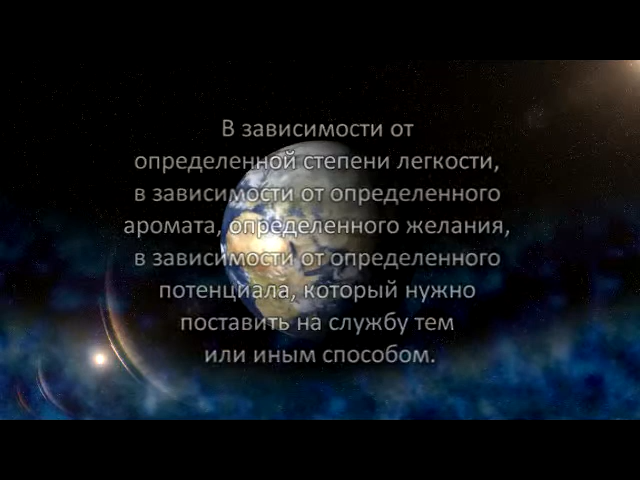 В зависимости от
определенной степени легкости,
в зависимости от определенного
аромата, определенного желания,
в зависимости от определенного
потенциала, который нужно
поставить на службу тем
или иным способом.